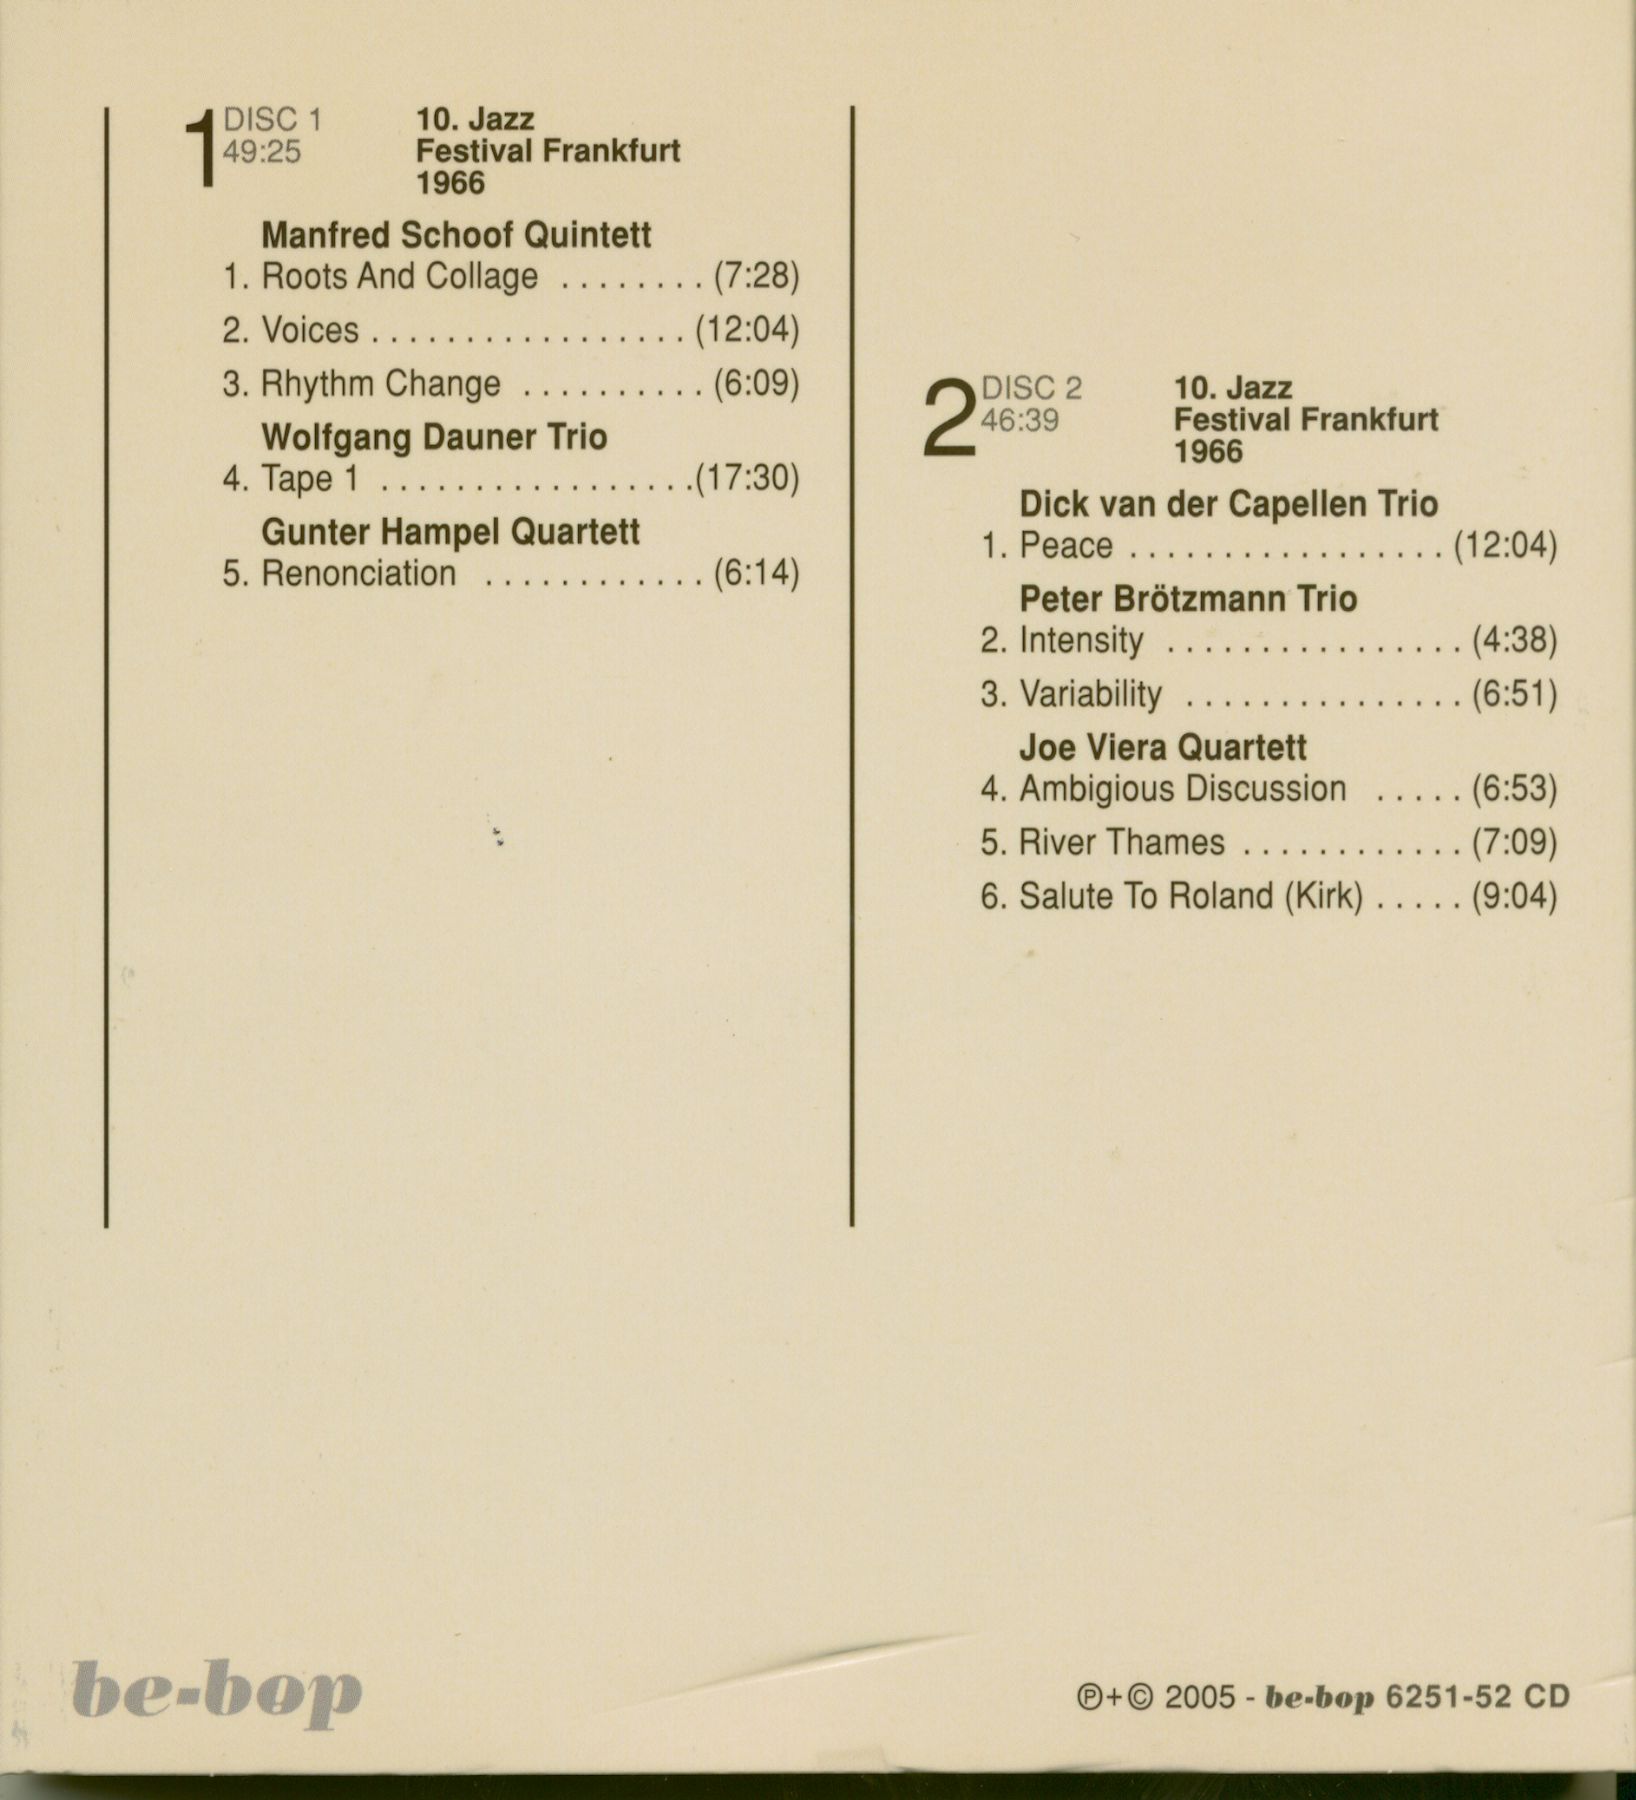 1 DISC 1
49:25
10. Jazz
Festival Frankfurt
1966
Manfred Schoof Quintett
1. Roots And Collage ........ (7:28)
2. Voices ................. (12:04)
3. Rhythm Change .......... (6:09)
Wolfgang Dauner Trio
4. Tape 1 .................(17:30)
Gunter Hampel Quartett
5. Renonciation ............ (6:14)
2 DISC 2
46:39
10. Jazz
Festival Frankfurt
1966
Dick van der Capellen Trio
1. Peace ................. (12:04)
Peter Brötzmann Trio
2. Intensity ................ (4:38)
3. Variability ............... (6:51)
Joe Viera Quartett
4. Ambigious Discussion ..... (6:53)
5. River Thames ............ (7:09)
6. Salute To Roland (Kirk) ..... (9:04)
be-bop
℗+© 2005 - be-bop 6251-52 CD